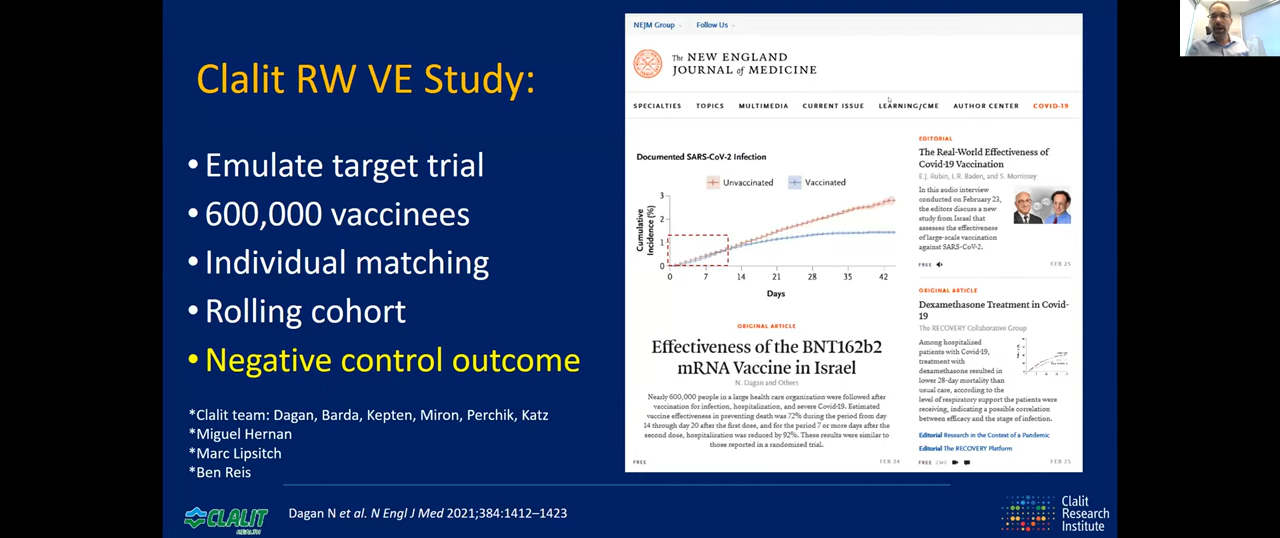 Clalit RW VE Study:
• Emulate target trial
• 600,000 vaccinees
• Individual matching
• Rolling cohort
• Negative control outcome
*Clalit team: Dagan, Barda, Kepten, Miron, Perchik, Katz
*Miguel Hernan
*Marc Lipsitch
*Ben Reis
CLALIT
HEALTH
Dagan N et al. N Engl J Med 2021;384:1412–1423
NEJM Group
Follow Us
The NEW ENGLAND
JOURNAL of MEDICINE
SPECIALTIES TOPICS MULTIMEDIA CURRENT ISSUE LEARNING/CME AUTHOR CENTER COVID-19
Documented SARS-CoV-2 Infection
Unvaccinated Vaccinated
Cumulative
Incidence (%)
3
2
1
0
0 7 14 21 28 35 42
Days
ORIGINAL ARTICLE
Effectiveness of the BNT162b2
mRNA Vaccine in Israel
N. Dagan and Others
Nearly 600,000 people in a large health care organization were followed after
vaccination for infection, hospitalization, and severe Covid-19. Estimated
vaccine effectiveness in preventing death was 72% during the period from day
14 through day 20 after the first dose, and for the period 7 or more days after the
second dose, hospitalization was reduced by 92%. These results were similar to
those reported in a randomized trial.
FREE
FEB 24
EDITORIAL
The Real-World Effectiveness of
Covid-19 Vaccination
E.J. Rubin, L.R. Baden, and S. Morrissey
In this audio interview
conducted on February 23,
the editors discuss a new
study from Israel that
assesses the effectiveness
of large-scale vaccination
against SARS-CoV-2.
FREE
FEB 25
ORIGINAL ARTICLE
Dexamethasone Treatment in Covid-
19
The RECOVERY Collaborative Group
Among hospitalized
patients with Covid-19,
treatment with
dexamethasone resulted in
lower 28-day mortality than
usual care, according to the
level of respiratory support the patients were
receiving, indicating a possible correlation
between efficacy and the stage of infection.
Editorial Research in the Context of a Pandemic
Editorial The RECOVERY Platform
FREE
FEB 25
Clalit
Research
Institute